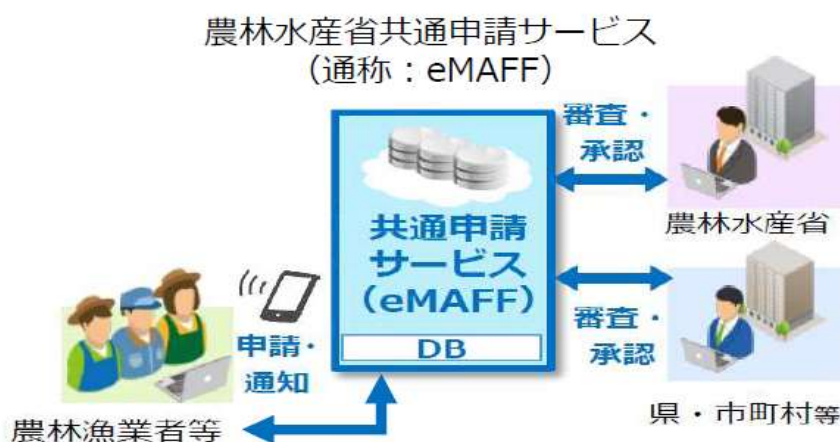 農林水産省共通申請サービス
（通称：eMAFF）
審査・
承認
農林水産省
共通申請
サービス
（eMAFF）
DB
申請・
通知
農林漁業者等
審査・
承認
県・市町村等